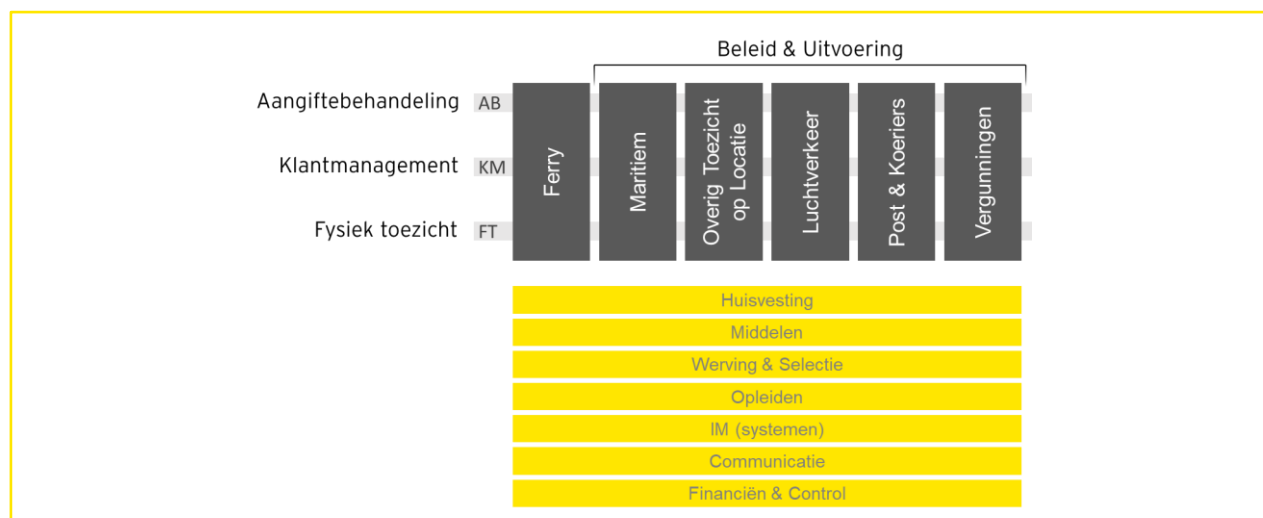 Beleid & Uitvoering
Aangiftebehandeling AB
Klantmanagement KM
Fysiek toezicht FT
Ferry
Maritiem
Overig Toezicht
op Locatie
Luchtverkeer
Post & Koeriers
Vergunningen
Huisvesting
Middelen
Werving & Selectie
Opleiden
IM (systemen)
Communicatie
Financiën & Control